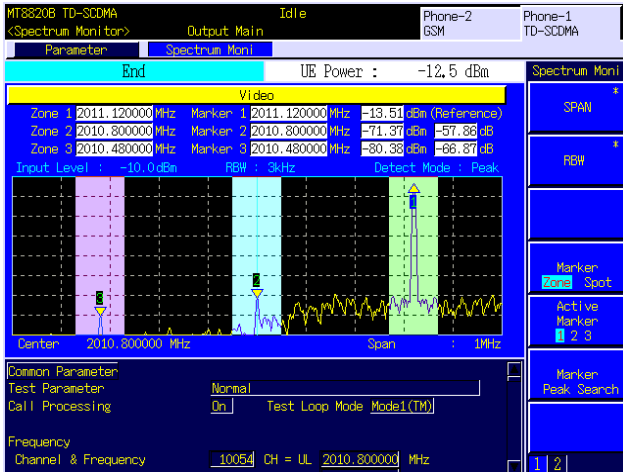 MT8820B TD-SCDMA Idle Phone-2 Phone-1
<Spectrum Monitor> Output Main GSM TD-SCDMA
Parameter Spectrum Moni
End UE Power : -12.5 dBm Spectrum Moni
Video
Zone 1 2011.120000 MHz Marker 1 2011.120000 MHz -13.51 dBm (Reference)
Zone 2 2010.800000 MHz Marker 2 2010.800000 MHz -71.37 dBm -57.86 dB
Zone 3 2010.480000 MHz Marker 3 2010.480000 MHz -80.38 dBm -66.87 dB
Input Level : -10.0dBm RBW : 3kHz Detect Mode : Peak
1
2
3
Center 2010.800000 MHz Span : 1MHz
*
SPAN
*
RBW
Marker
Zone Spot
Active
Marker
1 2 3
Marker
Peak Search
1 2
Common Parameter
Test Parameter Normal
Call Processing On Test Loop Mode Mode1(TM)
Frequency
Channel & Frequency 10054 CH = UL 2010.800000 MHz